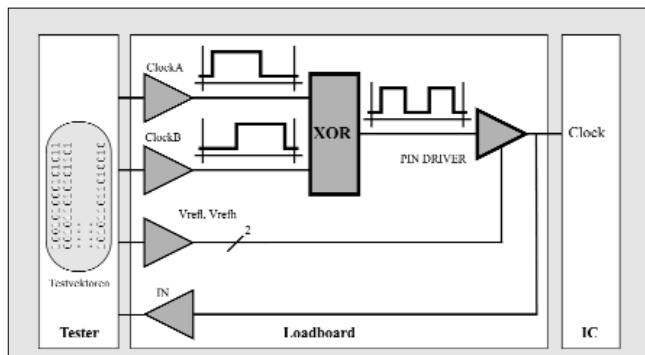 ClockA
ClockB
XOR
PIN DRIVER
Clock
Vrefl, Vrefh
2
Testvektoren
IN
Tester
Loadboard
IC